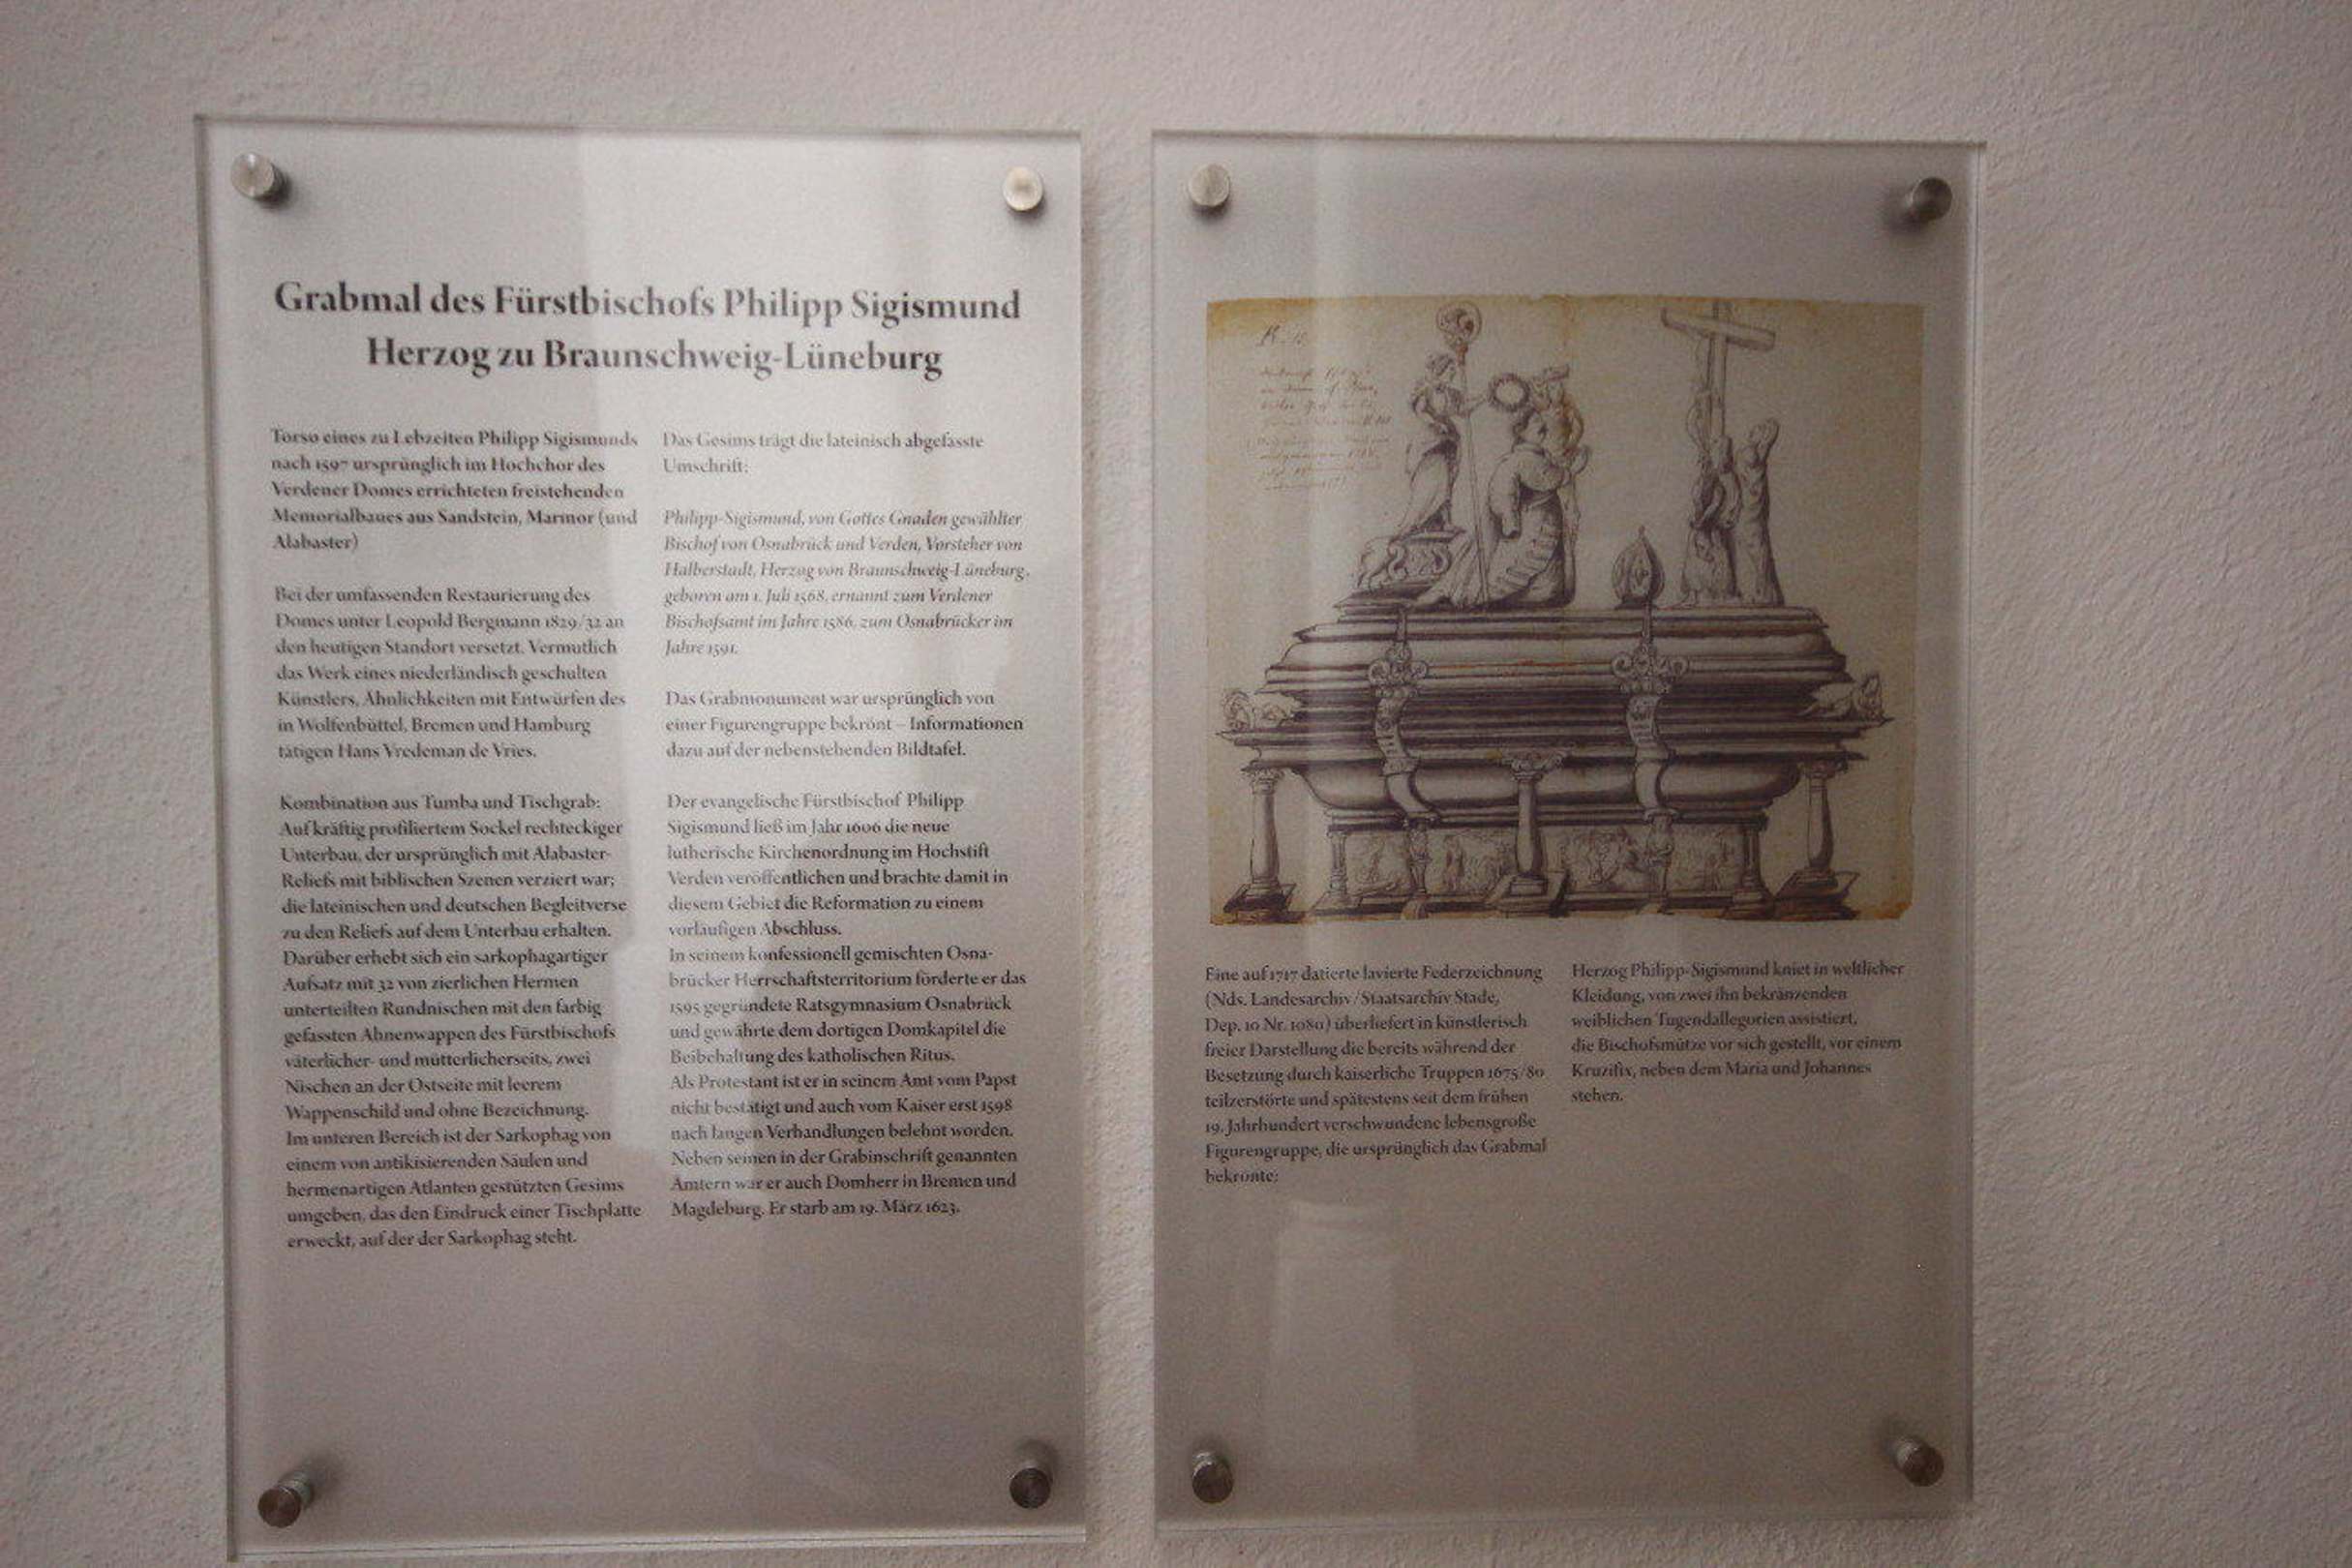 Grabmal des Fürstbischofs Philipp Sigismund
Herzog zu Braunschweig-Lüneburg
Torso eines zu Lebzeiten Philipp Sigismunds
nach 1597 ursprünglich im Hochchor des
Verdener Domes errichteten freistehenden
Memorialbaues aus Sandstein, Marmor (und
Alabaster)
Bei der umfassenden Restaurierung des
Domes unter Leopold Bergmann 1829/32 an
den heutigen Standort versetzt. Vermutlich
das Werk eines niederländisch geschulten
Künstlers, Ähnlichkeiten mit Entwürfen des
in Wolfenbüttel, Bremen und Hamburg
tätigen Hans Vredeman de Vries.
Kombination aus Tumba und Tischgrab:
Auf kräftig profiliertem Sockel rechteckiger
Unterbau, der ursprünglich mit Alabaster-
Reliefs mit biblischen Szenen verziert war;
die lateinischen und deutschen Begleitverse
zu den Reliefs auf dem Unterbau erhalten.
Darüber erhebt sich ein sarkophagartiger
Aufsatz mit 32 von zierlichen Hermen
unterteilten Rundnischen mit den farbig
gefassten Ahnenwappen des Fürstbischofs
väterlicher- und mütterlicherseits, zwei
Nischen an der Ostseite mit leerem
Wappenschild und ohne Bezeichnung.
Im unteren Bereich ist der Sarkophag von
einem von antikisierenden Säulen und
hermenartigen Atlanten gestützten Gesims
umgeben, das den Eindruck einer Tischplatte
erweckt, auf der der Sarkophag steht.
Das Gesims trägt die lateinisch abgefasste
Umschrift:
Philipp-Sigismund, von Gottes Gnaden gewählter
Bischof von Osnabrück und Verden, Vorsteher von
Halberstadt, Herzog von Braunschweig-Lüneburg,
geboren am 1. Juli 1568, ernannt zum Verdener
Bischofsamt im Jahre 1586, zum Osnabrücker im
Jahre 1591.
Das Grabmonument war ursprünglich von
einer Figurengruppe bekrönt – Informationen
dazu auf der nebenstehenden Bildtafel.
Der evangelische Fürstbischof Philipp
Sigismund ließ im Jahr 1606 die neue
lutherische Kirchenordnung im Hochstift
Verden veröffentlichen und brachte damit in
diesem Gebiet die Reformation zu einem
vorläufigen Abschluss.
In seinem konfessionell gemischten Osna-
brücker Herrschaftsterritorium förderte er das
1595 gegründete Ratsgymnasium Osnabrück
und gewährte dem dortigen Domkapitel die
Beibehaltung des katholischen Ritus.
Als Protestant ist er in seinem Amt vom Papst
nicht bestätigt und auch vom Kaiser erst 1598
nach langen Verhandlungen belehnt worden.
Neben seinen in der Grabinschrift genannten
Ämtern war er auch Domherr in Bremen und
Magdeburg. Er starb am 19. März 1623.
Eine auf 1717 datierte lavierte Federzeichnung
(Nds. Landesarchiv/Staatsarchiv Stade,
Dep. 10 Nr. 1080) überliefert in künstlerisch
freier Darstellung die bereits während der
Besetzung durch kaiserliche Truppen 1675/80
teilzerstörte und spätestens seit dem frühen
19. Jahrhundert verschwundene lebensgroße
Figurengruppe, die ursprünglich das Grabmal
bekrönte:
Herzog Philipp-Sigismund kniet in weltlicher
Kleidung, von zwei ihn bekränzenden
weiblichen Tugendallegorien assistiert,
die Bischofsmütze vor sich gestellt, vor einem
Kruzifix, neben dem Maria und Johannes
stehen.